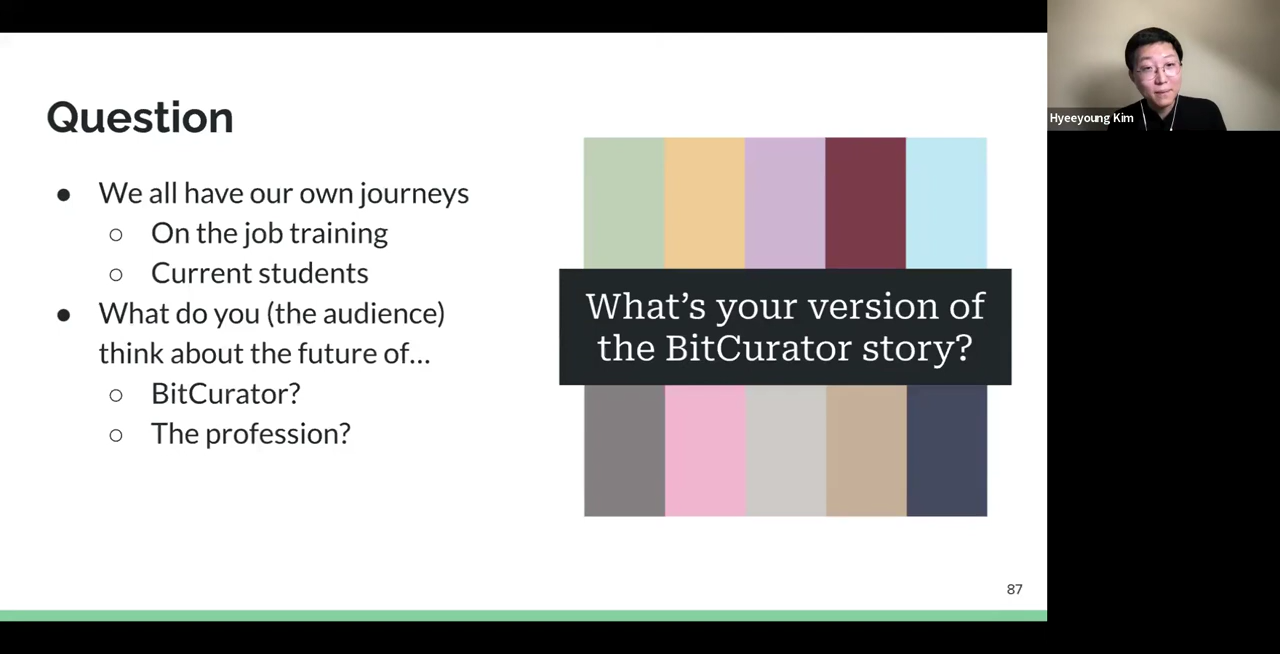 Question
● We all have our own journeys
○ On the job training
○ Current students
● What do you (the audience)
think about the future of...
○ BitCurator?
○ The profession?
What's your version of
the BitCurator story?
87
Hyeeyoung Kim